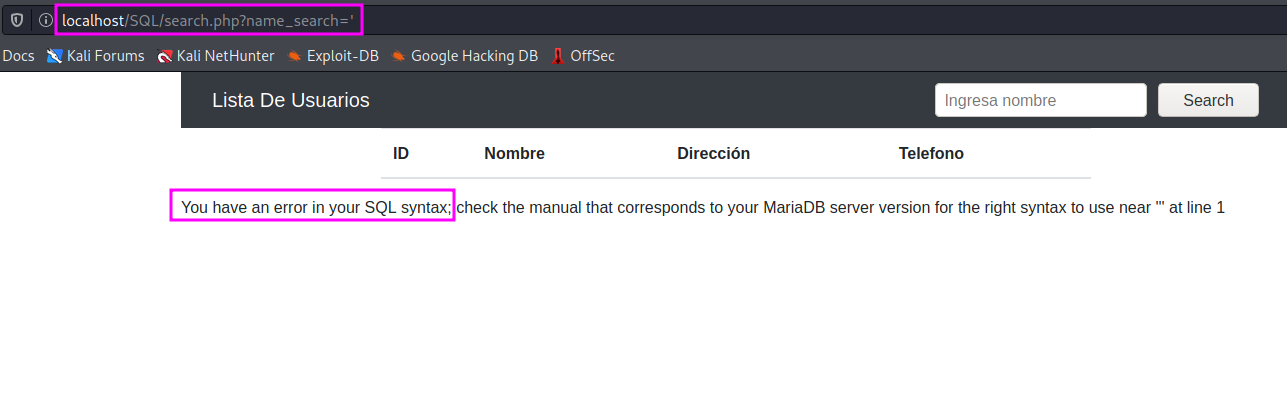 localhost/SQL/search.php?name_search='
Docs Kali Forums Kali NetHunter Exploit-DB Google Hacking DB OffSec
Lista De Usuarios Ingresa nombre Search
ID Nombre Dirección Telefono
You have an error in your SQL syntax; check the manual that corresponds to your MariaDB server version for the right syntax to use near ''' at line 1